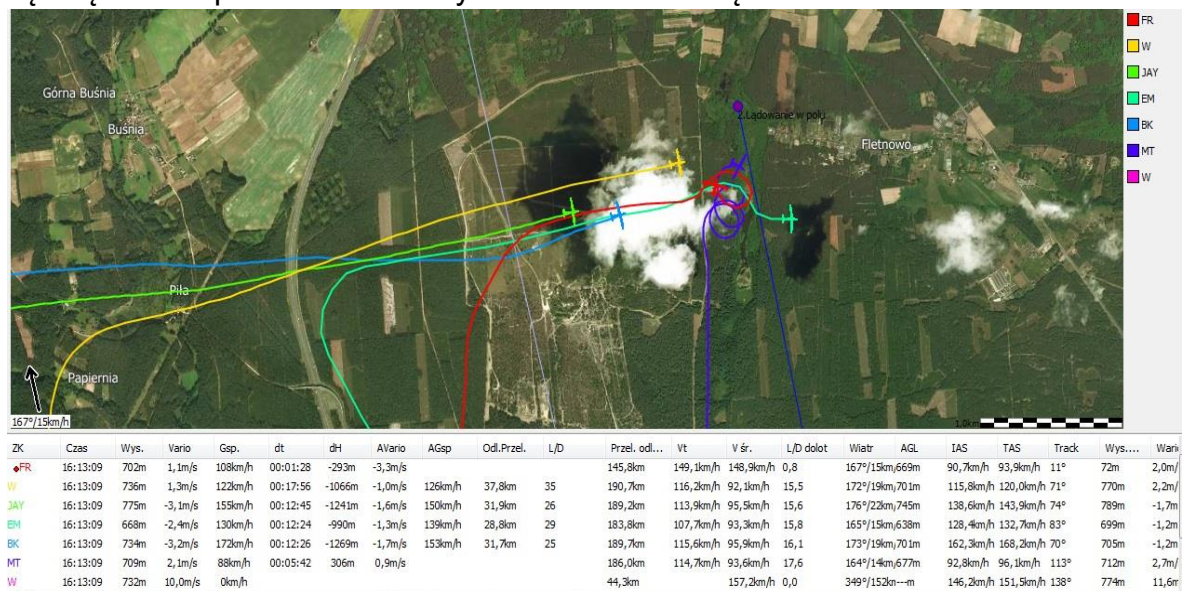 FR
W
JAY
EM
BK
MT
W
Górna Buśnia
Buśnia
2.Lądowanie w polu
Fletnowo
Piła
Papiernia
167°/15km/h
1,0km
ZK Czas Wys. Vario Gsp. dt dH AVario AGsp Odl.Przel. L/D Przel. odl... Vt V śr. L/D dolot Wiatr AGL IAS TAS Track Wys.... Wari
FR 16:13:09 702m 1,1m/s 108km/h 00:01:28 -293m -3,3m/s 145,8km 149,1km/h 148,9km/h 0,8 167°/15km, 669m 90,7km/h 93,9km/h 11° 72m 2,0m/
W 16:13:09 736m 1,3m/s 122km/h 00:17:56 -1066m -1,0m/s 126km/h 37,8km 35 190,7km 116,2km/h 92,1km/h 15,5 172°/19km, 701m 115,8km/h 120,0km/h 71° 770m 2,2m/
JAY 16:13:09 775m -3,1m/s 155km/h 00:12:45 -1241m -1,6m/s 150km/h 31,9km 26 189,2km 113,9km/h 95,5km/h 15,6 176°/22km, 745m 138,6km/h 143,9km/h 74° 789m -1,7m
EM 16:13:09 668m -2,4m/s 130km/h 00:12:24 -990m -1,3m/s 139km/h 28,8km 29 183,8km 107,7km/h 93,3km/h 15,8 165°/15km, 638m 128,4km/h 132,7km/h 83° 699m -1,2m
BK 16:13:09 734m -3,2m/s 172km/h 00:12:26 -1269m -1,7m/s 153km/h 31,7km 25 189,7km 115,6km/h 95,9km/h 16,1 173°/19km, 701m 162,3km/h 168,2km/h 70° 705m -1,2m
MT 16:13:09 709m 2,1m/s 88km/h 00:05:42 306m 0,9m/s 186,0km 114,7km/h 93,6km/h 17,6 164°/14km, 677m 92,8km/h 96,1km/h 113° 712m 2,7m/
W 16:13:09 732m 10,0m/s 0km/h 44,3km 157,2km/h 0,0 349°/152kn ---m 146,2km/h 151,5km/h 138° 774m 11,6m